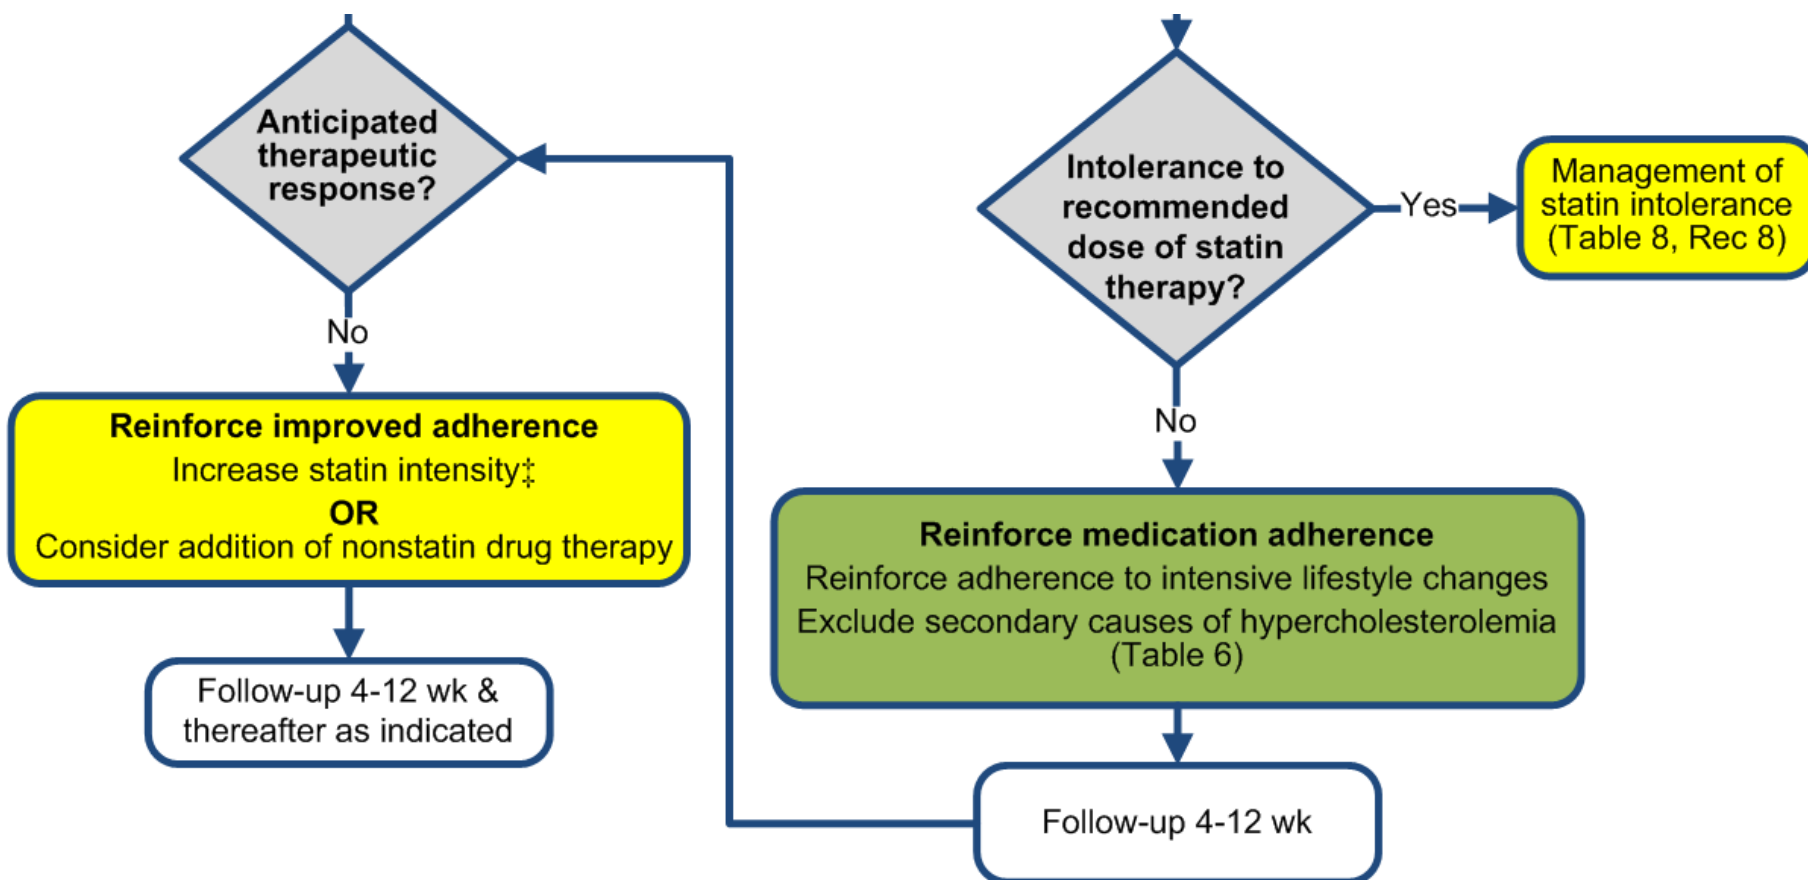 Anticipated
therapeutic
response?
No
Reinforce improved adherence
Increase statin intensity‡
OR
Consider addition of nonstatin drug therapy
Follow-up 4-12 wk &
thereafter as indicated
Intolerance to
recommended
dose of statin
therapy?
Yes
Management of
statin intolerance
(Table 8, Rec 8)
No
Reinforce medication adherence
Reinforce adherence to intensive lifestyle changes
Exclude secondary causes of hypercholesterolemia
(Table 6)
Follow-up 4-12 wk